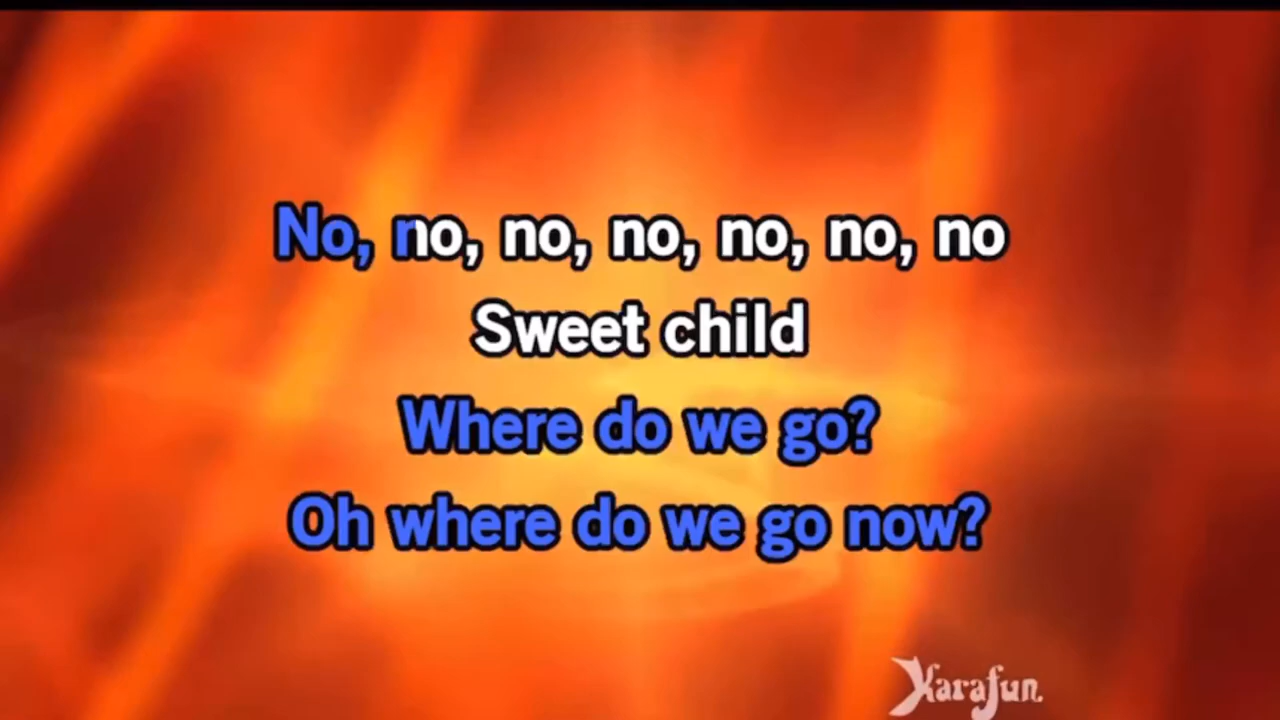 No, no, no, no, no, no, no
Sweet child
Where do we go?
Oh where do we go now?
Karafun